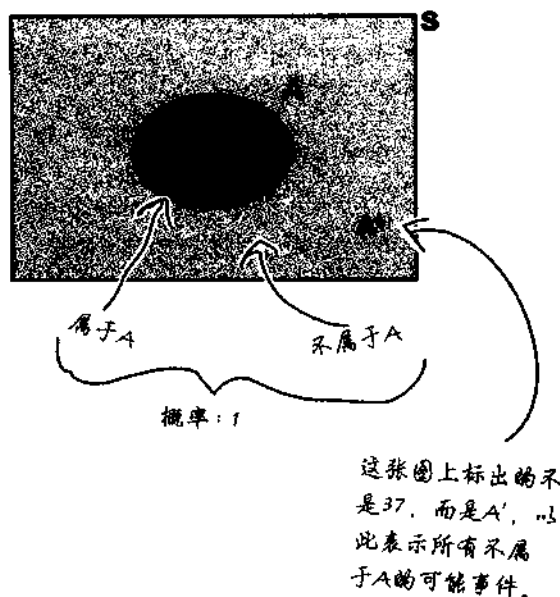 S
A
A'
属于A
不属于A
概率：1
这张图上标出的不
是37，而是A'，以
此表示所有不属
于A的可能事件。